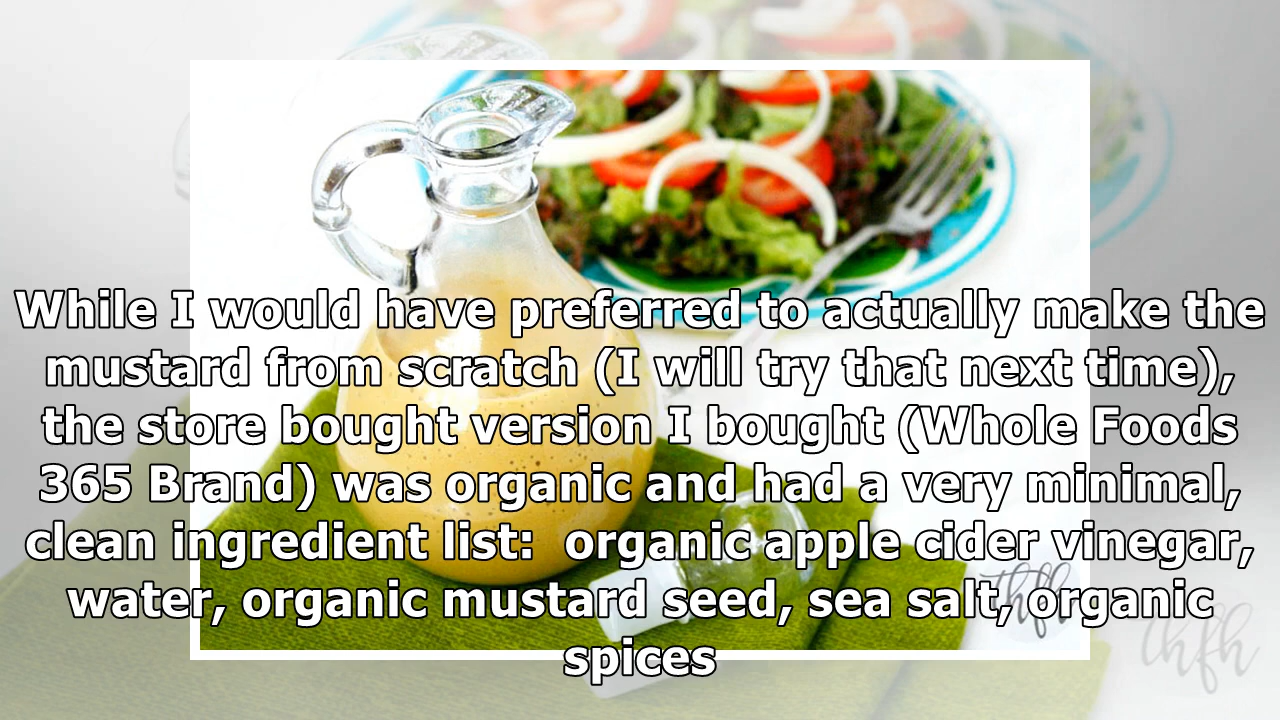 While I would have preferred to actually make the
mustard from scratch (I will try that next time),
the store bought version I bought (Whole Foods
365 Brand) was organic and had a very minimal,
clean ingredient list:  organic apple cider vinegar,
water, organic mustard seed, sea salt, organic
spices
thfh
thfh